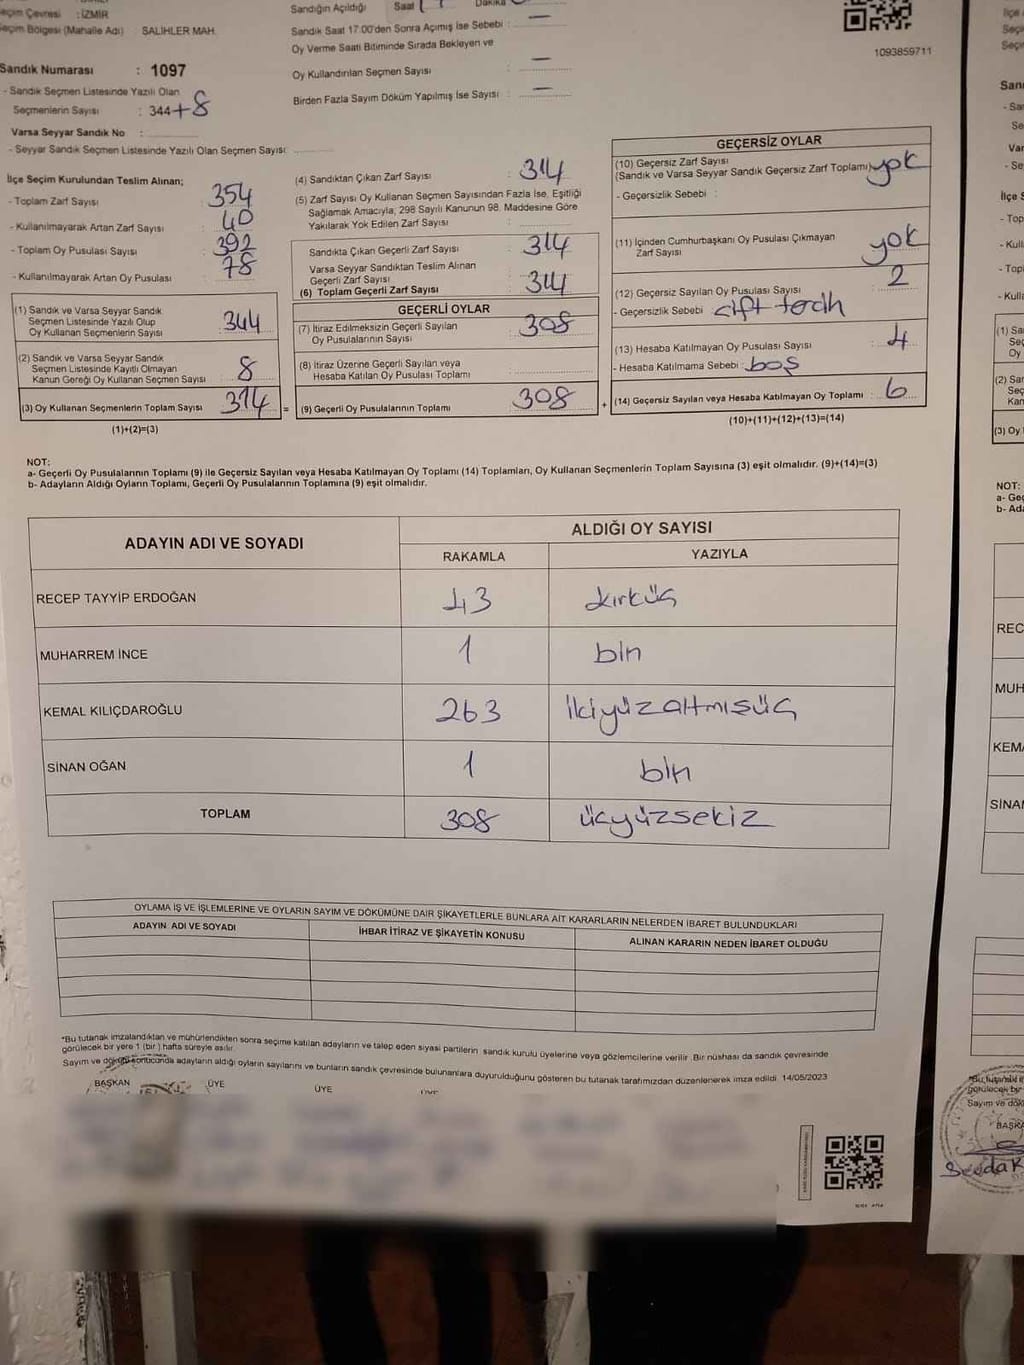 Seçim Çevresi : İZMİR
Seçim Bölgesi (Mahalle Adı) SALİHLER MAH.
Sandık Numarası : 1097
- Sandık Seçmen Listesinde Yazılı Olan
Seçmenlerin Sayısı : 344+8
Varsa Seyyar Sandık No :
- Seyyar Sandık Seçmen Listesinde Yazılı Olan Seçmen Sayısı:
Sandığın Açıldığı Saat Dakika
Sandık Saat 17:00'den Sonra Açımış İse Sebebi : —
Oy Verme Saati Bitiminde Sırada Bekleyen ve
Oy Kullandırılan Seçmen Sayısı : —
Birden Fazla Sayım Döküm Yapılmış İse Sayısı : —
1093859711
İlçe Seçim Kurulundan Teslim Alınan;
- Toplam Zarf Sayısı : 354
- Kullanılmayarak Artan Zarf Sayısı : 40
- Toplam Oy Pusulası Sayısı : 392
- Kullanılmayarak Artan Oy Pusulası : 78
(1) Sandık ve Varsa Seyyar Sandık
Seçmen Listesinde Yazılı Olup
Oy Kullanan Seçmenlerin Sayısı : 344
(2) Sandık ve Varsa Seyyar Sandık
Seçmen Listesinde Kayıtlı Olmayan
Kanun Gereği Oy Kullanan Seçmen Sayısı : 8
(3) Oy Kullanan Seçmenlerin Toplam Sayısı : 314 =
(1)+(2)=(3)
(4) Sandıktan Çıkan Zarf Sayısı : 314
(5) Zarf Sayısı Oy Kullanan Seçmen Sayısından Fazla İse, Eşitliği
Sağlamak Amacıyla; 298 Sayılı Kanunun 98. Maddesine Göre
Yakılarak Yok Edilen Zarf Sayısı :
Sandıkta Çıkan Geçerli Zarf Sayısı : 314
Varsa Seyyar Sandıktan Teslim Alınan
Geçerli Zarf Sayısı
(6) Toplam Geçerli Zarf Sayısı : 314
GEÇERLİ OYLAR
(7) İtiraz Edilmeksizin Geçerli Sayılan
Oy Pusulalarının Sayısı : 308
(8) İtiraz Üzerine Geçerli Sayılan veya
Hesaba Katılan Oy Pusulası Toplamı :
(9) Geçerli Oy Pusulalarının Toplamı : 308 +
GEÇERSİZ OYLAR
(10) Geçersiz Zarf Sayısı
(Sandık ve Varsa Seyyar Sandık Geçersiz Zarf Toplamı) yok
- Geçersizlik Sebebi :
(11) İçinden Cumhurbaşkanı Oy Pusulası Çıkmayan
Zarf Sayısı : yok
(12) Geçersiz Sayılan Oy Pusulası Sayısı : 2
- Geçersizlik Sebebi : çift tercih
(13) Hesaba Katılmayan Oy Pusulası Sayısı : 4
- Hesaba Katılmama Sebebi : boş
(14) Geçersiz Sayılan veya Hesaba Katılmayan Oy Toplamı : 6
(10)+(11)+(12)+(13)=(14)
NOT:
a- Geçerli Oy Pusulalarının Toplamı (9) ile Geçersiz Sayılan veya Hesaba Katılmayan Oy Toplamı (14) Toplamları, Oy Kullanan Seçmenlerin Toplam Sayısına (3) eşit olmalıdır. (9)+(14)=(3)
b- Adayların Aldığı Oyların Toplamı, Geçerli Oy Pusulalarının Toplamına (9) eşit olmalıdır.
ADAYIN ADI VE SOYADI ALDIĞI OY SAYISI
RAKAMLA YAZIYLA
RECEP TAYYİP ERDOĞAN 43 kırküç
MUHARREM İNCE 1 bin
KEMAL KILIÇDAROĞLU 263 ikiyüzaltmışüç
SİNAN OĞAN 1 bin
TOPLAM 308 üçyüzsekiz
OYLAMA İŞ VE İŞLEMLERİNE VE OYLARIN SAYIM VE DÖKÜMÜNE DAİR ŞİKAYETLERLE BUNLARA AİT KARARLARIN NELERDEN İBARET BULUNDUKLARI
ADAYIN ADI VE SOYADI İHBAR İTİRAZ VE ŞİKAYETİN KONUSU ALINAN KARARIN NEDEN İBARET OLDUĞU
*Bu tutanak imzalandıktan ve mühürlendikten sonra seçime katılan adayların ve talep eden siyasi partilerin sandık kurulu üyelerine veya gözlemcilerine verilir. Bir nüshası da sandık çevresinde
görülecek bir yere 1 (bir) hafta süreyle asılır.
Sayım ve döküm sonucunda adayların aldığı oyların sayılarını ve bunların sandık çevresinde bulunanlara duyurulduğunu gösteren bu tutanak tarafımızdan düzenlenerek imza edildi. 14/05/2023
BAŞKAN ÜYE ÜYE ÜYE